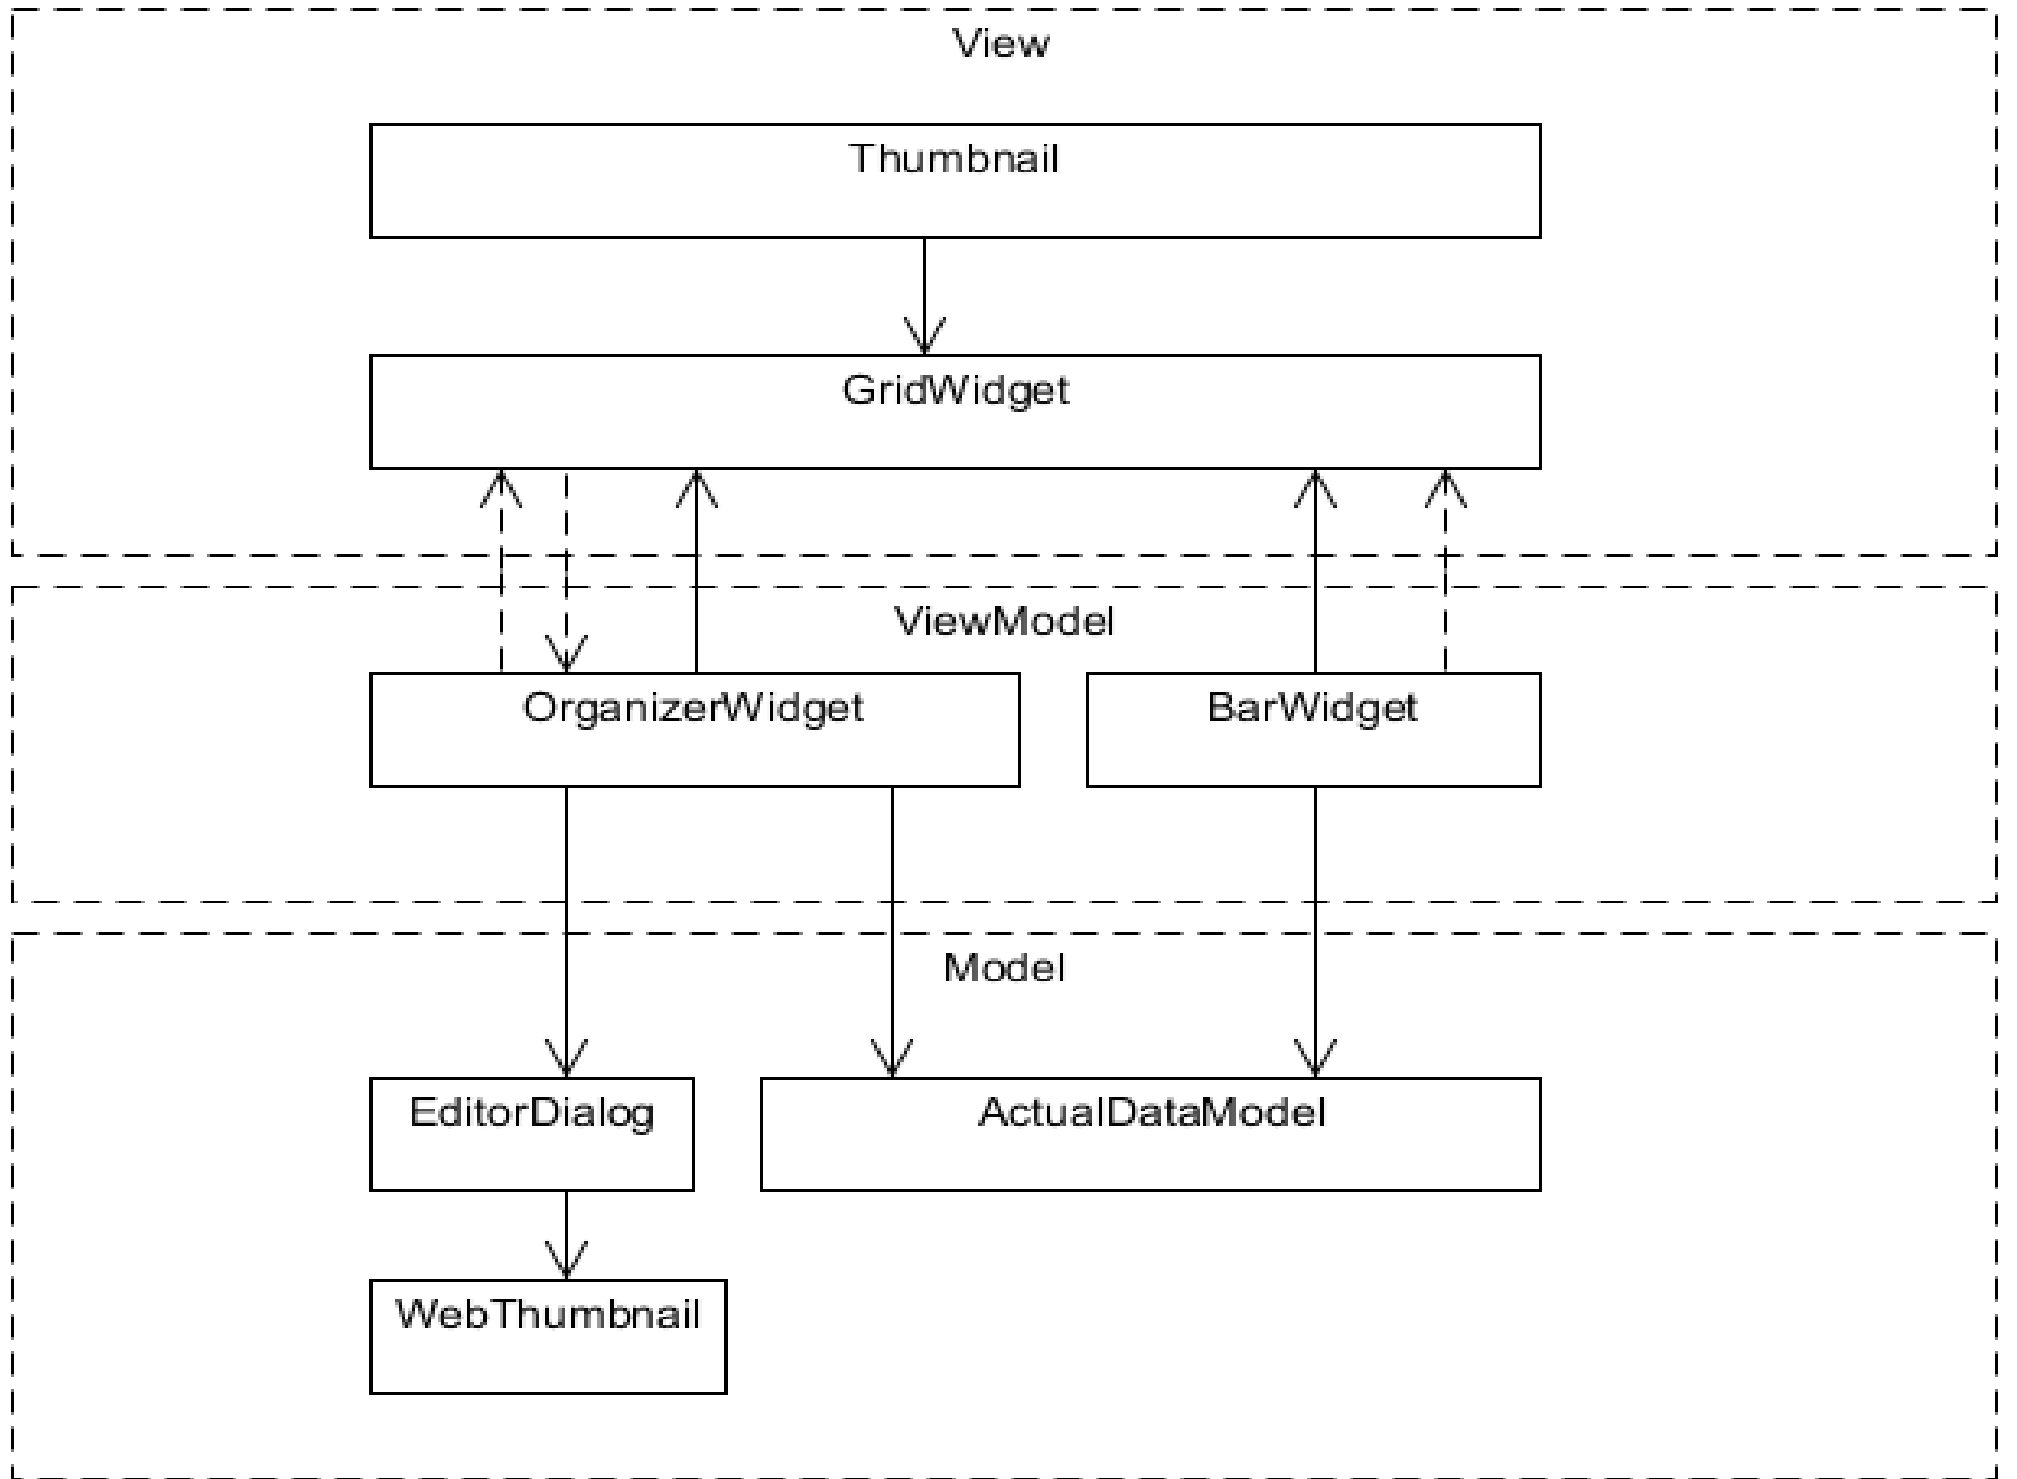 View
Thumbnail
GridWidget
ViewModel
OrganizerWidget
BarWidget
Model
EditorDialog
ActualDataModel
WebThumbnail